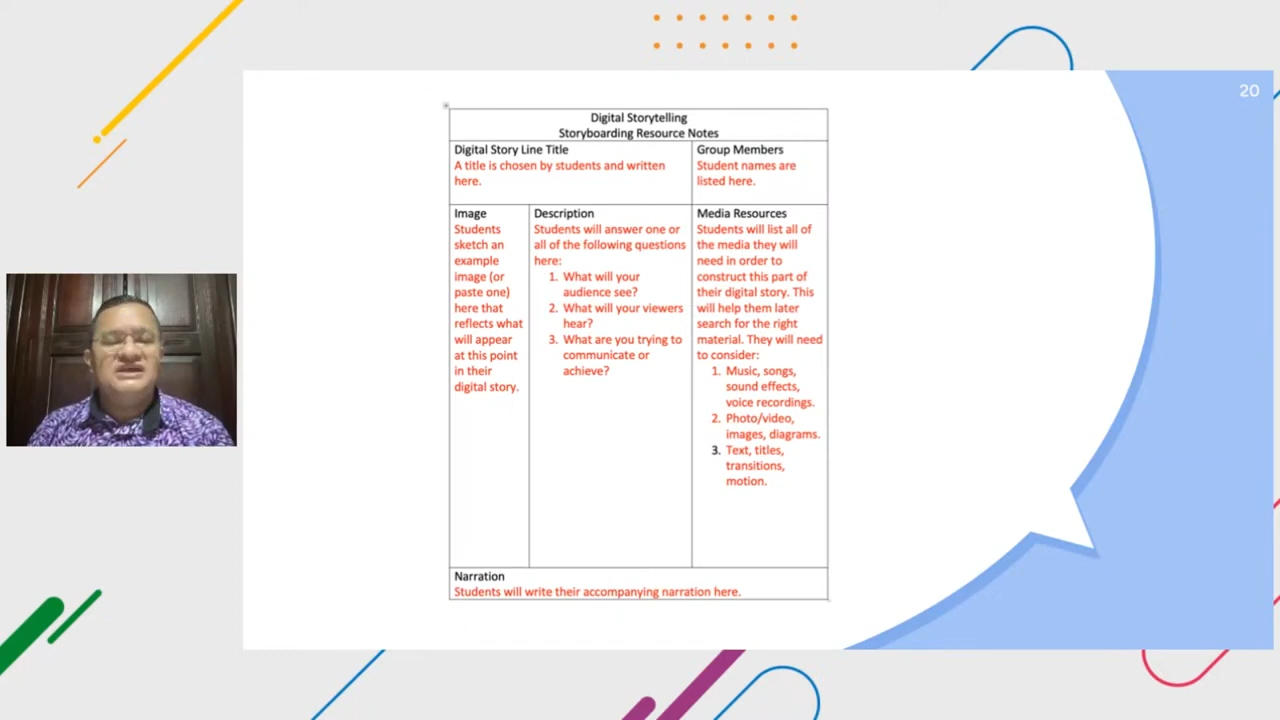 20
Digital Storytelling
Storyboarding Resource Notes
Digital Story Line Title
A title is chosen by students and written
here.
Group Members
Student names are
listed here.
Image
Students
sketch an
example
image (or
paste one)
here that
reflects what
will appear
at this point
in their
digital story.
Description
Students will answer one or
all of the following questions
here:
1. What will your
audience see?
2. What will your viewers
hear?
3. What are you trying to
communicate or
achieve?
Media Resources
Students will list all of
the media they will
need in order to
construct this part of
their digital story. This
will help them later
search for the right
material. They will need
to consider:
1. Music, songs,
sound effects,
voice recordings.
2. Photo/video,
images, diagrams.
3. Text, titles,
transitions,
motion.
Narration
Students will write their accompanying narration here.